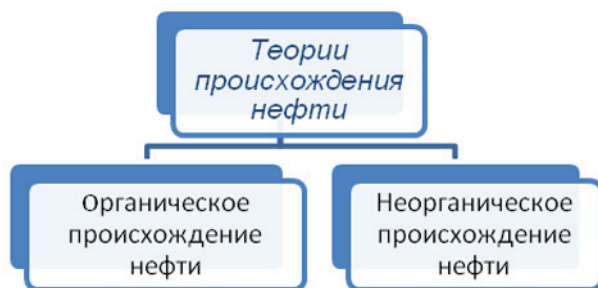 Теории
происхождения
нефти
Органическое
происхождение
нефти
Неорганическое
происхождение
нефти